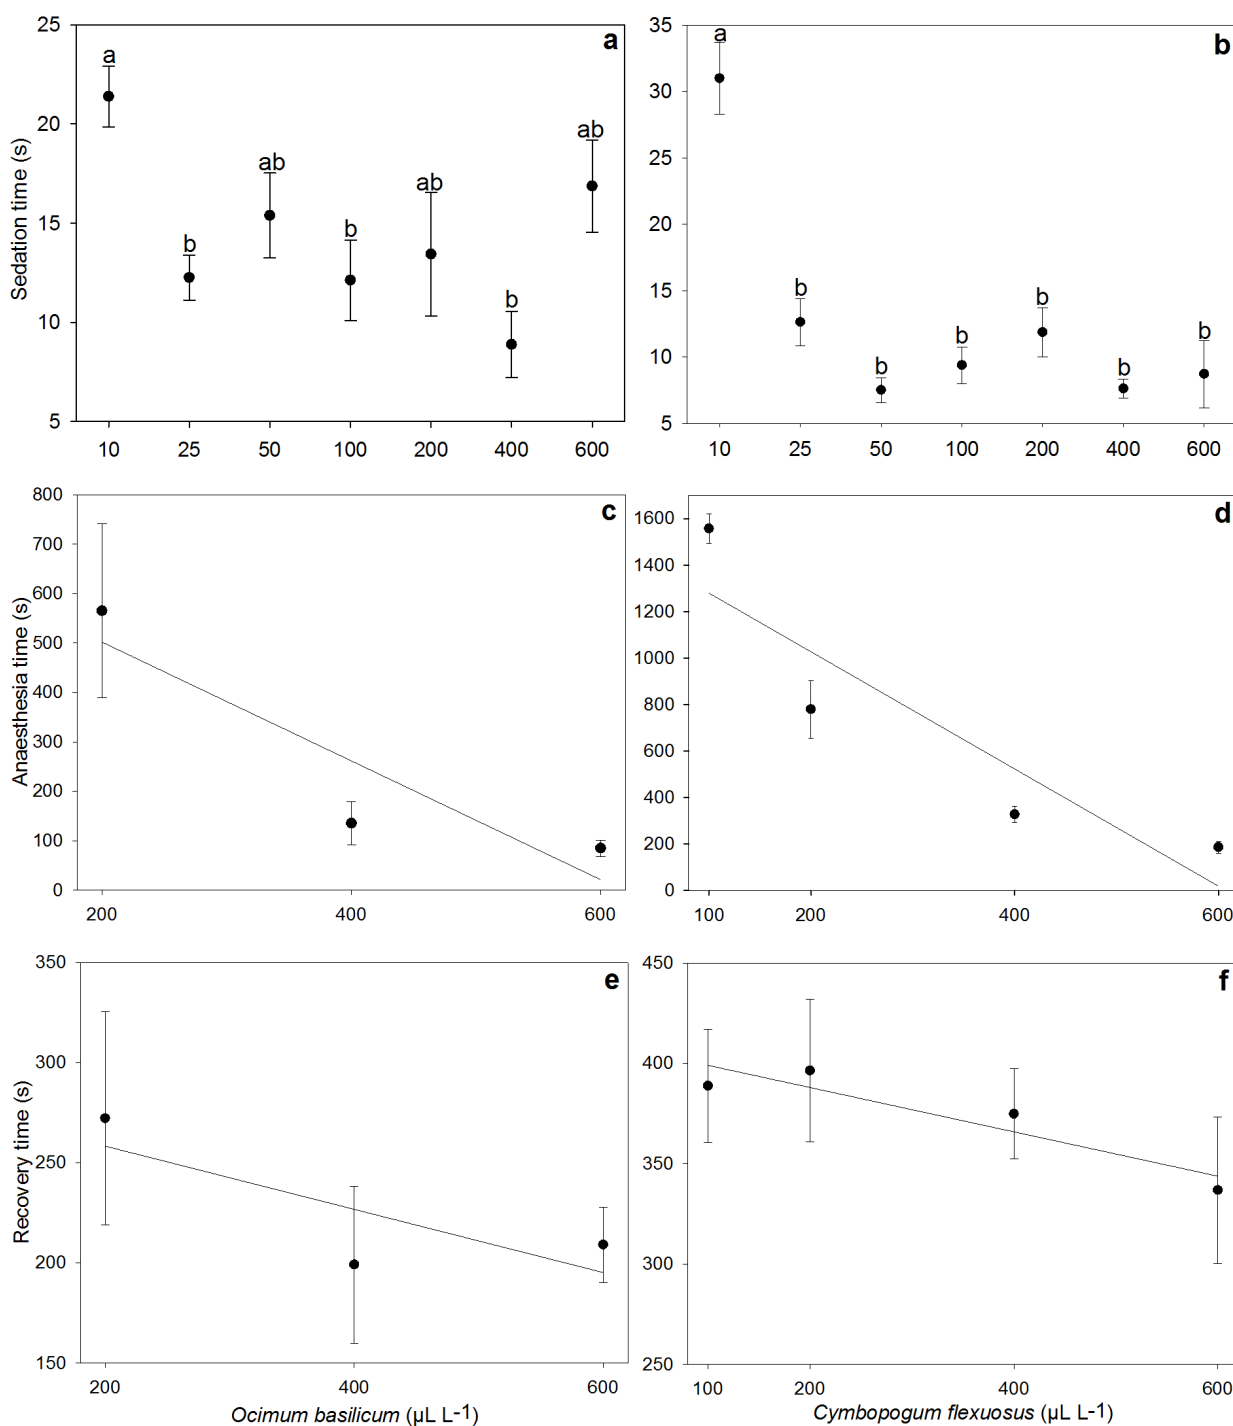 a
Sedation time (s)
25
20
15
10
5
a
b
ab
b
ab
b
ab
10 25 50 100 200 400 600
b
35
30
25
20
15
10
5
a
b
b
b
b
b
b
10 25 50 100 200 400 600
c
Anaesthesia time (s)
800
700
600
500
400
300
200
100
0
200 400 600
d
1600
1400
1200
1000
800
600
400
200
0
100 200 400 600
e
Recovery time (s)
350
300
250
200
150
200 400 600
Ocimum basilicum (µL L-1)
f
450
400
350
300
250
100 200 400 600
Cymbopogum flexuosus (µL L-1)